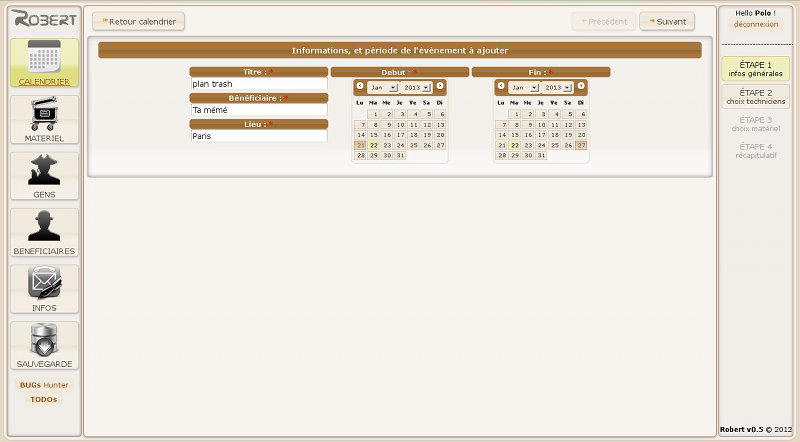 ROBERT
CALENDRIER
MATERIEL
GENS
BENEFICIAIRES
INFOS
SAUVEGARDE
BUGs Hunter
TODOs
Retour calendrier
Précédent
Suivant
Informations, et période de l'évènement à ajouter
Titre : *
plan trash
Bénéficiaire : *
Ta mémé
Lieu : *
Paris
Debut : *
Jan 2013
Lu Ma Me Je Ve Sa Di
1 2 3 4 5 6
7 8 9 10 11 12 13
14 15 16 17 18 19 20
21 22 23 24 25 26 27
28 29 30 31
Fin : *
Jan 2013
Lu Ma Me Je Ve Sa Di
1 2 3 4 5 6
7 8 9 10 11 12 13
14 15 16 17 18 19 20
21 22 23 24 25 26 27
28 29 30 31
Hello Polo !
déconnexion
ÉTAPE 1
infos générales
ÉTAPE 2
choix techniciens
ÉTAPE 3
choix matériel
ÉTAPE 4
récapitulatif
Robert v0.5 © 2012